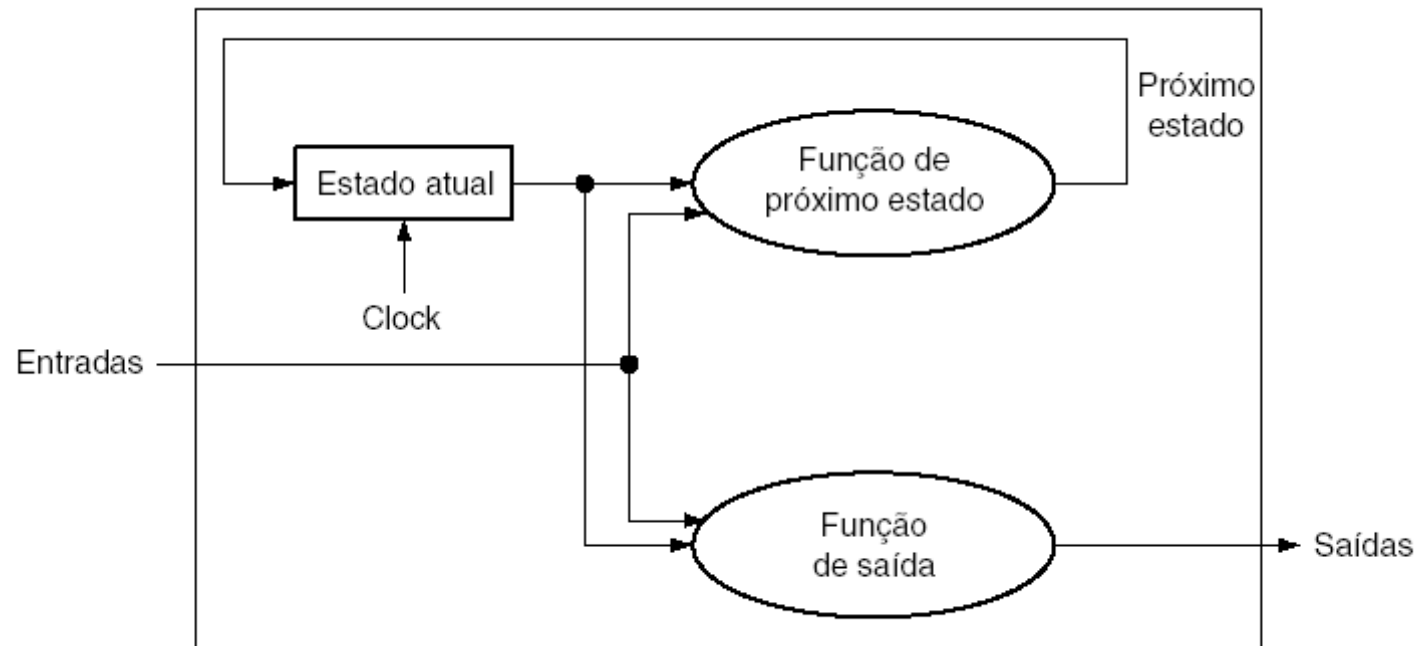 Próximo
estado
Estado atual
Função de
próximo estado
Clock
Entradas
Função
de saída
Saídas